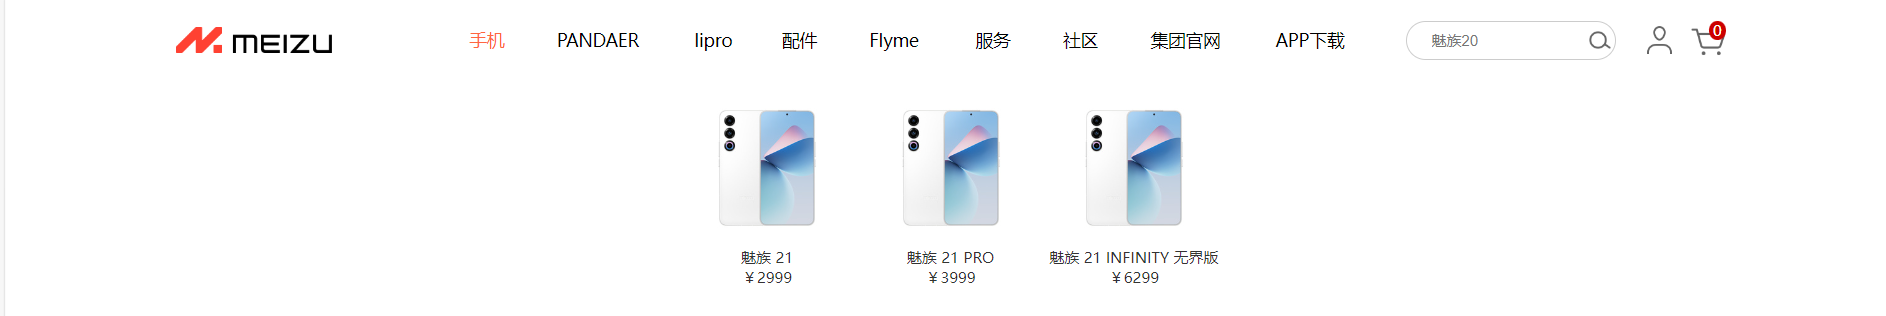 MEIZU 手机 PANDAER lipro 配件 Flyme 服务 社区 集团官网 APP下载 魅族20 0
魅族 21 魅族 21 PRO 魅族 21 INFINITY 无界版
￥2999 ￥3999 ￥6299